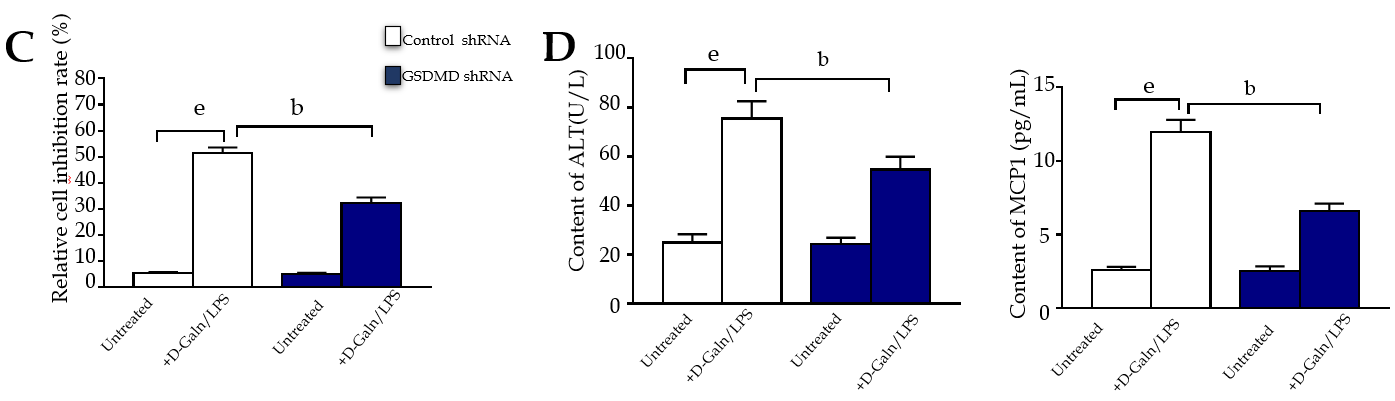 C
Relative cell inhibition rate (%)
80
70
60
50
40
30
20
10
0
e
b
Control shRNA
GSDMD shRNA
Untreated
+D-Galn/LPS
Untreated
+D-Galn/LPS
D
Content of ALT(U/L)
100
80
60
40
20
0
e
b
Untreated
+D-Galn/LPS
Untreated
+D-Galn/LPS
Content of MCP1 (pg/mL)
15
10
5
0
e
b
Untreated
+D-Galn/LPS
Untreated
+D-Galn/LPS